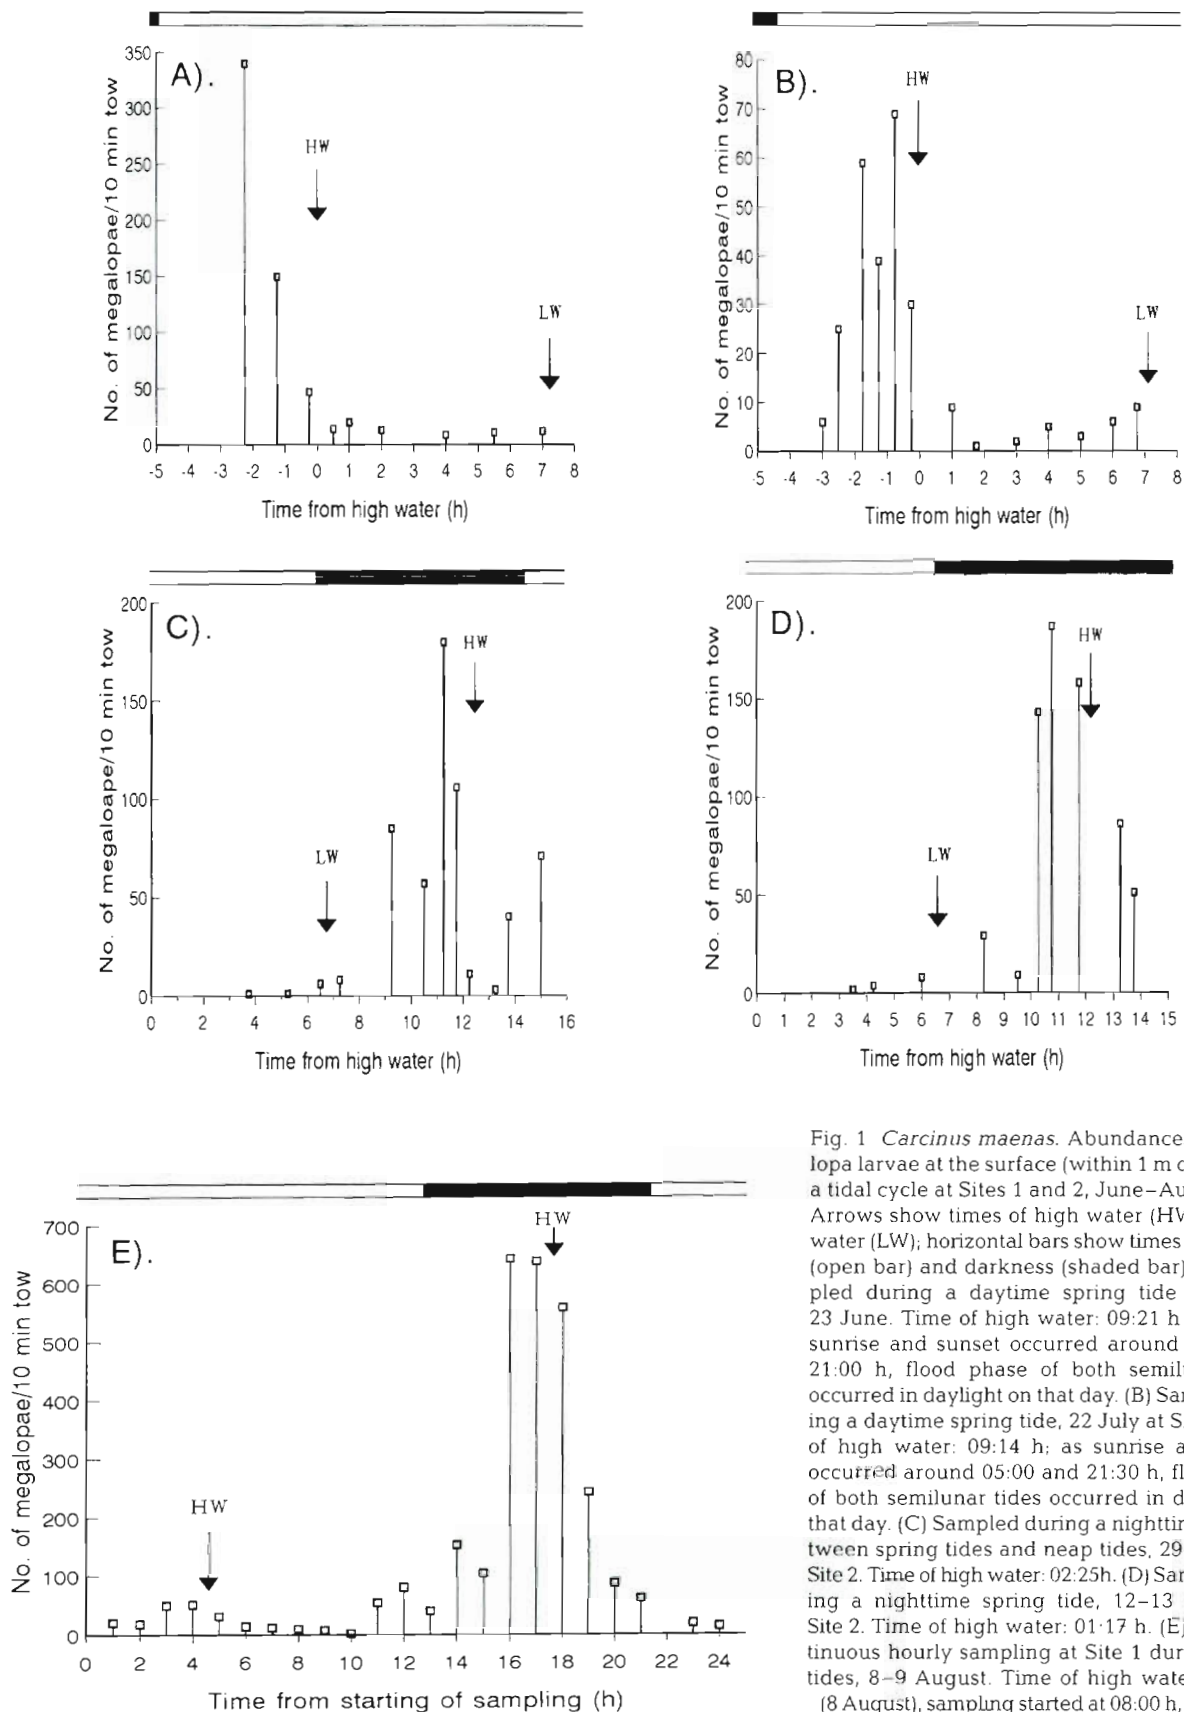 A).
350
300
250
200
150
100
50
0
No. of megalopae/10 min tow
HW
LW
-5 -4 -3 -2 -1 0 1 2 3 4 5 6 7 8
Time from high water (h)
B).
80
70
60
50
40
30
20
10
0
No. of megalopae/10 min tow
HW
LW
-5 -4 -3 -2 -1 0 1 2 3 4 5 6 7 8
Time from high water (h)
C).
200
150
100
50
0
No. of megaloape/10 min tow
HW
LW
0 2 4 6 8 10 12 14 16
Time from high water (h)
D).
200
150
100
50
0
No. of megalopae/10 min tow
HW
LW
0 1 2 3 4 5 6 7 8 9 10 11 12 13 14 15
Time from high water (h)
E).
700
600
500
400
300
200
100
0
No. of megalopae/10 min tow
HW
HW
0 2 4 6 8 10 12 14 16 18 20 22 24
Time from starting of sampling (h)
Fig. 1 Carcinus maenas. Abundance
lopa larvae at the surface (within 1 m
a tidal cycle at Sites 1 and 2, June–Au
Arrows show times of high water (HW
water (LW); horizontal bars show times
(open bar) and darkness (shaded bar)
pled during a daytime spring tide
23 June. Time of high water: 09:21 h
sunrise and sunset occurred around
21:00 h, flood phase of both semil
occurred in daylight on that day. (B) Sam
ing a daytime spring tide, 22 July at S
of high water: 09:14 h; as sunrise a
occurred around 05:00 and 21:30 h, fl
of both semilunar tides occurred in d
that day. (C) Sampled during a nighttim
tween spring tides and neap tides, 29
Site 2. Time of high water: 02:25h. (D) Sam
ing a nighttime spring tide, 12–13
Site 2. Time of high water: 01·17 h. (E)
tinuous hourly sampling at Site 1 dur
tides, 8–9 August. Time of high wate
(8 August), sampling started at 08:00 h,